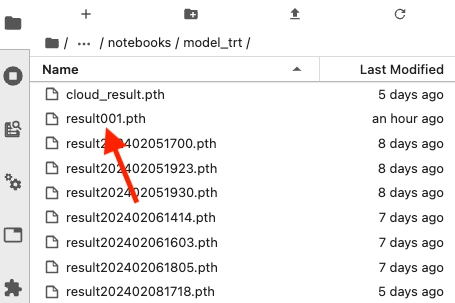 / ··· / notebooks / model_trt /
Name Last Modified
cloud_result.pth 5 days ago
result001.pth an hour ago
result202402051700.pth 8 days ago
result202402051923.pth 8 days ago
result202402051930.pth 8 days ago
result202402061414.pth 7 days ago
result202402061603.pth 7 days ago
result202402061805.pth 7 days ago
result202402081718.pth 5 days ago